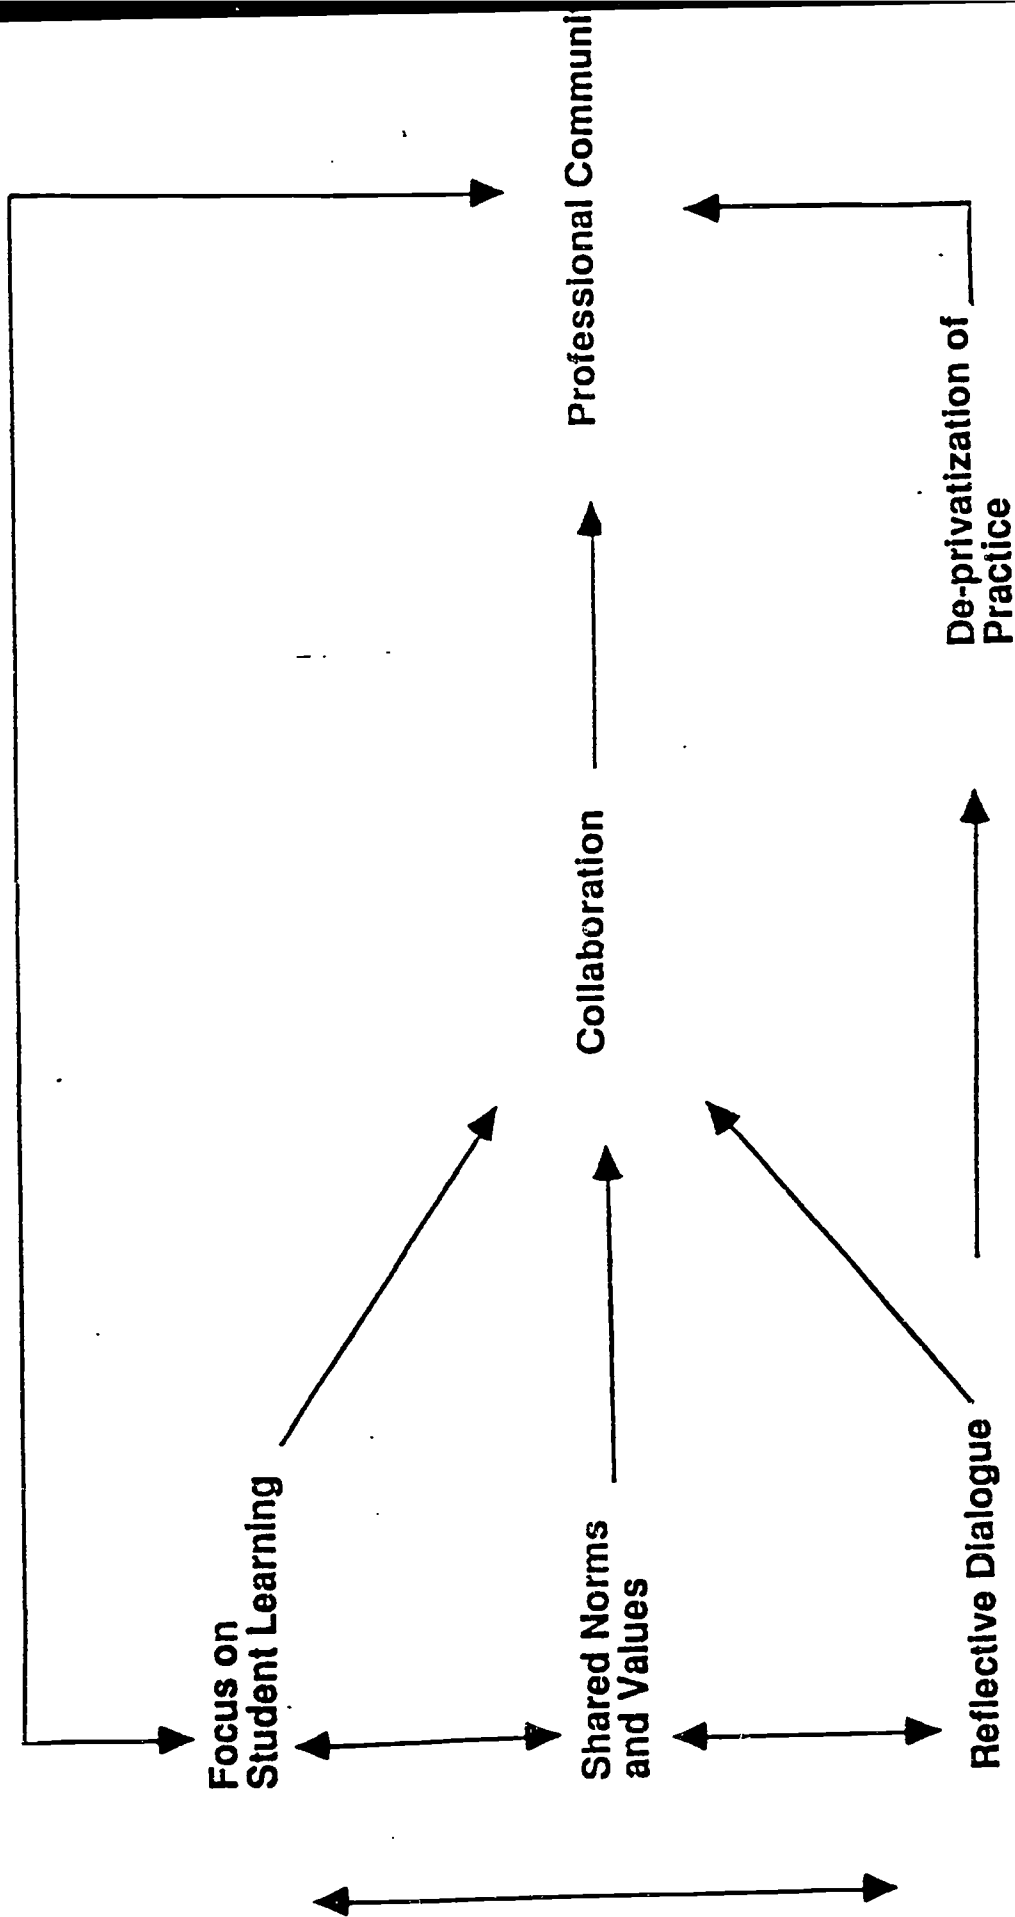 Focus on
Student Learning
Shared Norms
and Values
Reflective Dialogue
Collaboration
De-privatization of
Practice
Professional Communi